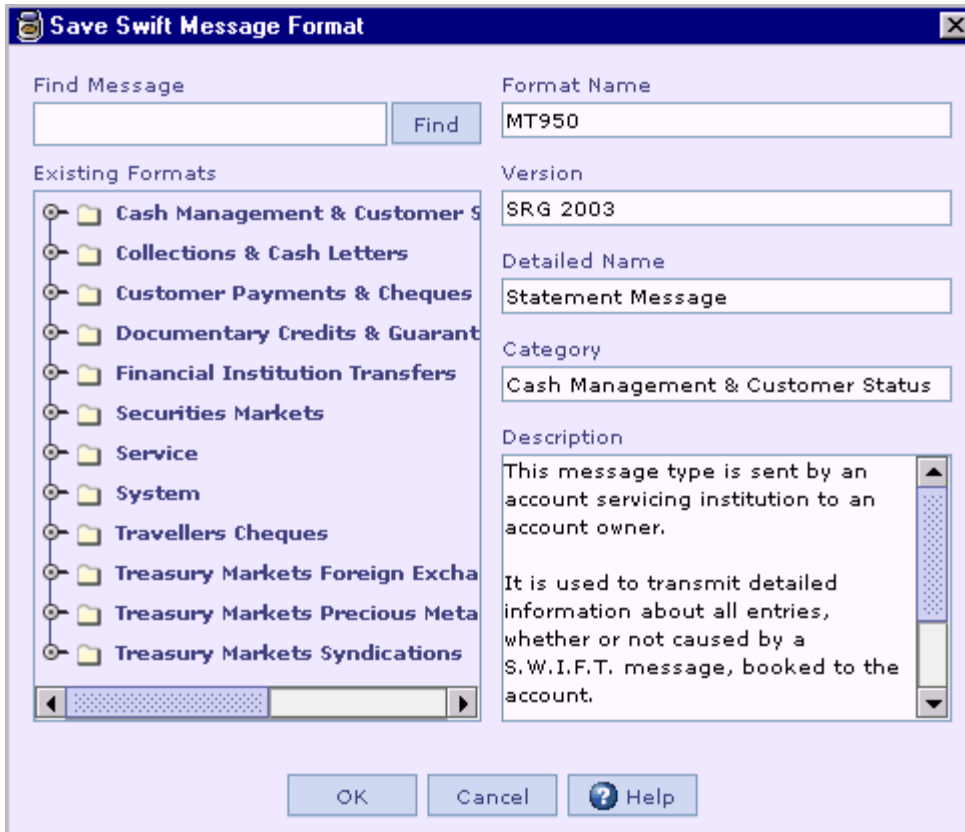 Save Swift Message Format
Find Message
Find
Existing Formats
Cash Management & Customer S
Collections & Cash Letters
Customer Payments & Cheques
Documentary Credits & Guarant
Financial Institution Transfers
Securities Markets
Service
System
Travellers Cheques
Treasury Markets Foreign Excha
Treasury Markets Precious Meta
Treasury Markets Syndications
Format Name
MT950
Version
SRG 2003
Detailed Name
Statement Message
Category
Cash Management & Customer Status
Description
This message type is sent by an
account servicing institution to an
account owner.
It is used to transmit detailed
information about all entries,
whether or not caused by a
S.W.I.F.T. message, booked to the
account.
OK
Cancel
? Help